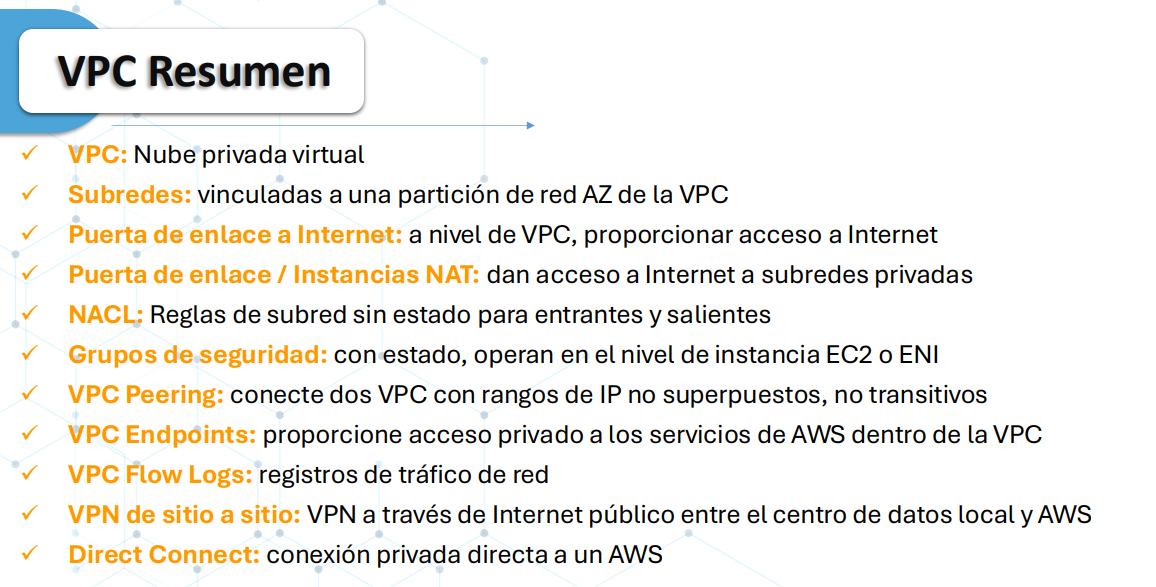 VPC Resumen
✓ VPC: Nube privada virtual
✓ Subredes: vinculadas a una partición de red AZ de la VPC
✓ Puerta de enlace a Internet: a nivel de VPC, proporcionar acceso a Internet
✓ Puerta de enlace / Instancias NAT: dan acceso a Internet a subredes privadas
✓ NACL: Reglas de subred sin estado para entrantes y salientes
✓ Grupos de seguridad: con estado, operan en el nivel de instancia EC2 o ENI
✓ VPC Peering: conecte dos VPC con rangos de IP no superpuestos, no transitivos
✓ VPC Endpoints: proporcione acceso privado a los servicios de AWS dentro de la VPC
✓ VPC Flow Logs: registros de tráfico de red
✓ VPN de sitio a sitio: VPN a través de Internet público entre el centro de datos local y AWS
✓ Direct Connect: conexión privada directa a un AWS